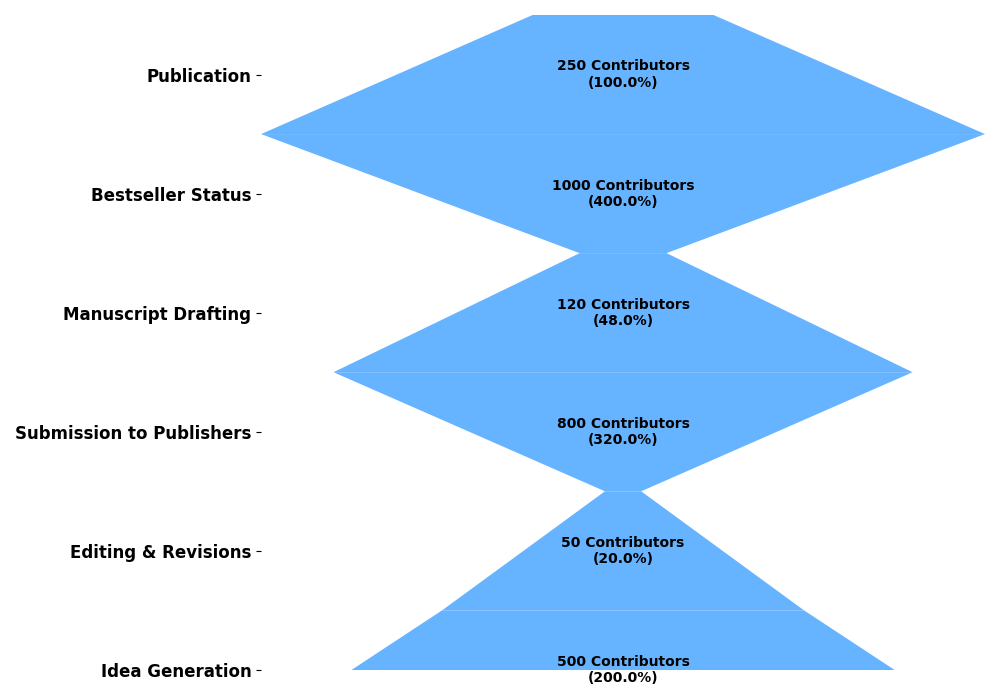 Publication
250 Contributors
(100.0%)
Bestseller Status
1000 Contributors
(400.0%)
Manuscript Drafting
120 Contributors
(48.0%)
Submission to Publishers
800 Contributors
(320.0%)
Editing & Revisions
50 Contributors
(20.0%)
Idea Generation
500 Contributors
(200.0%)